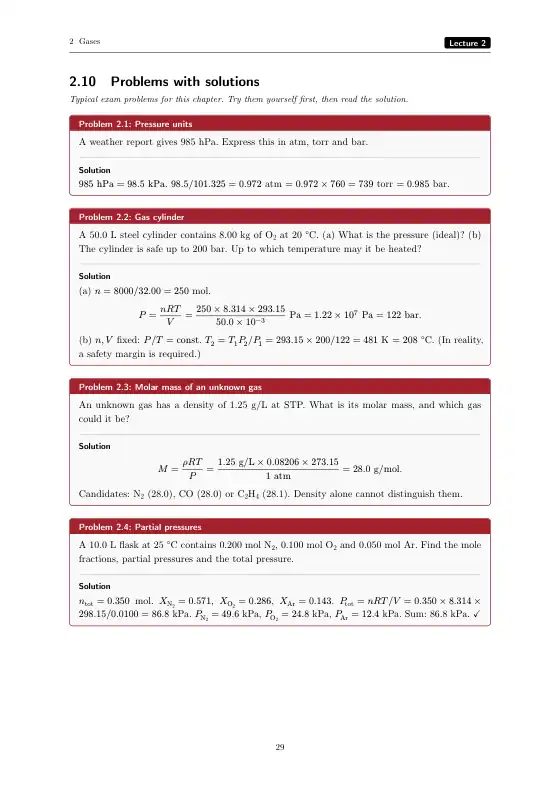 2 Gases
Lecture 2
2.10 Problems with solutions
Typical exam problems for this chapter. Try them yourself first, then read the solution.
Problem 2.1: Pressure units
A weather report gives 985 hPa. Express this in atm, torr and bar.
Solution
985 hPa = 98.5 kPa. 98.5/101.325 = 0.972 atm = 0.972 × 760 = 739 torr = 0.985 bar.
Problem 2.2: Gas cylinder
A 50.0 L steel cylinder contains 8.00 kg of O₂ at 20 °C. (a) What is the pressure (ideal)? (b)
The cylinder is safe up to 200 bar. Up to which temperature may it be heated?
Solution
(a) n = 8000/32.00 = 250 mol.
P = nRT/V = (250 × 8.314 × 293.15)/(50.0 × 10⁻³) Pa = 1.22 × 10⁷ Pa = 122 bar.
(b) n, V fixed: P/T = const. T₂ = T₁P₂/P₁ = 293.15 × 200/122 = 481 K = 208 °C. (In reality,
a safety margin is required.)
Problem 2.3: Molar mass of an unknown gas
An unknown gas has a density of 1.25 g/L at STP. What is its molar mass, and which gas
could it be?
Solution
M = ρRT/P = (1.25 g/L × 0.08206 × 273.15)/(1 atm) = 28.0 g/mol.
Candidates: N₂ (28.0), CO (28.0) or C₂H₄ (28.1). Density alone cannot distinguish them.
Problem 2.4: Partial pressures
A 10.0 L flask at 25 °C contains 0.200 mol N₂, 0.100 mol O₂ and 0.050 mol Ar. Find the mole
fractions, partial pressures and the total pressure.
Solution
n_tot = 0.350 mol. X_N₂ = 0.571, X_O₂ = 0.286, X_Ar = 0.143. P_tot = nRT/V = 0.350 × 8.314 ×
298.15/0.0100 = 86.8 kPa. P_N₂ = 49.6 kPa, P_O₂ = 24.8 kPa, P_Ar = 12.4 kPa. Sum: 86.8 kPa. ✓
29